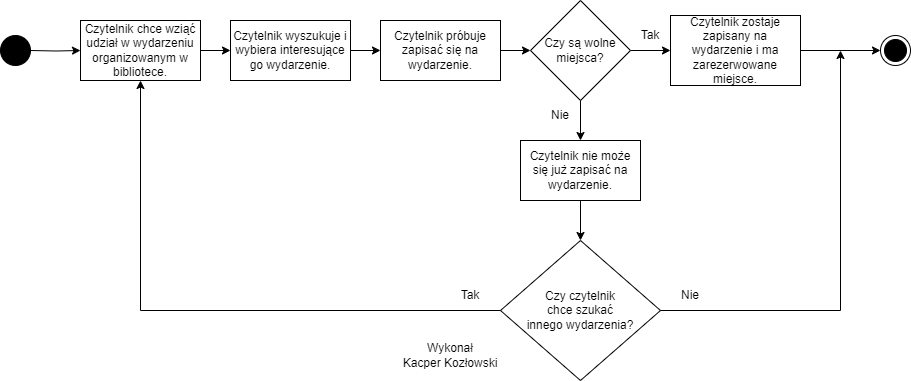 Czytelnik chce wziąć
udział w wydarzeniu
organizowanym w
bibliotece.
Czytelnik wyszukuje i
wybiera interesujące
go wydarzenie.
Czytelnik próbuje
zapisać się na
wydarzenie.
Czy są wolne
miejsca?
Tak
Czytelnik zostaje
zapisany na
wydarzenie i ma
zarezerwowane
miejsce.
Nie
Czytelnik nie może
się już zapisać na
wydarzenie.
Czy czytelnik
chce szukać
innego wydarzenia?
Tak
Nie
Wykonał
Kacper Kozłowski